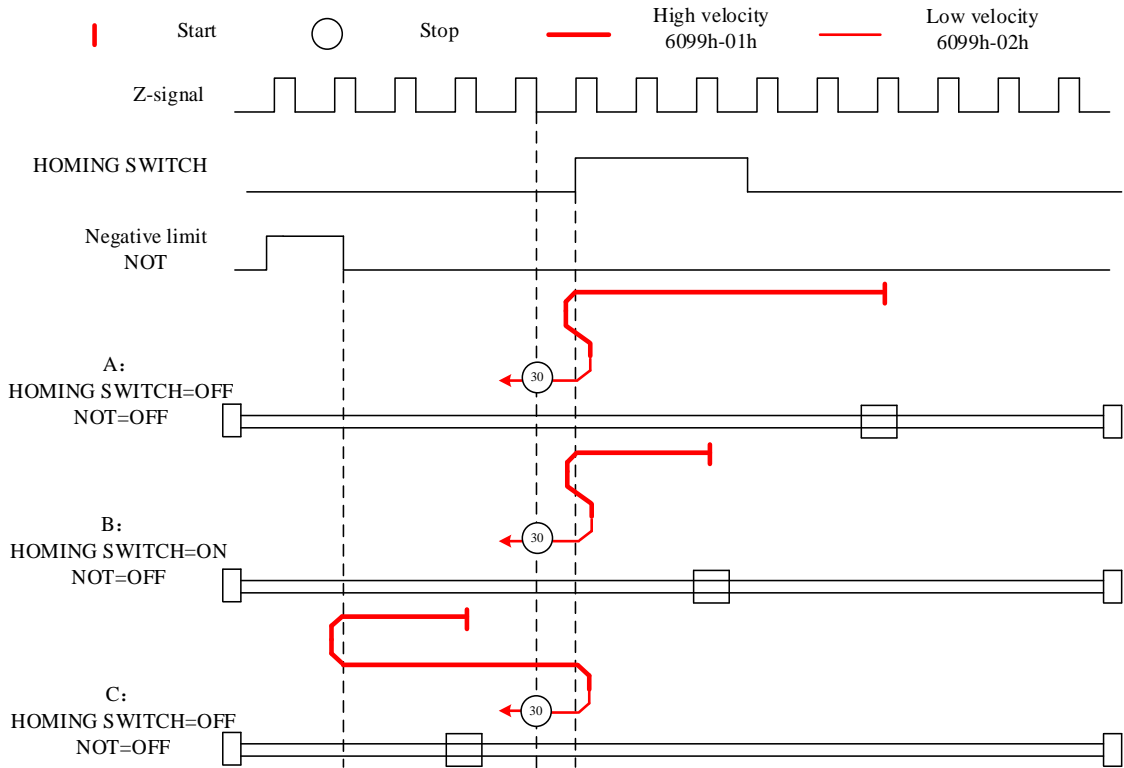 Start
Stop
High velocity
6099h-01h
Low velocity
6099h-02h
Z-signal
HOMING SWITCH
Negative limit
NOT
A：
HOMING SWITCH=OFF
NOT=OFF
30
B：
HOMING SWITCH=ON
NOT=OFF
30
C：
HOMING SWITCH=OFF
NOT=OFF
30